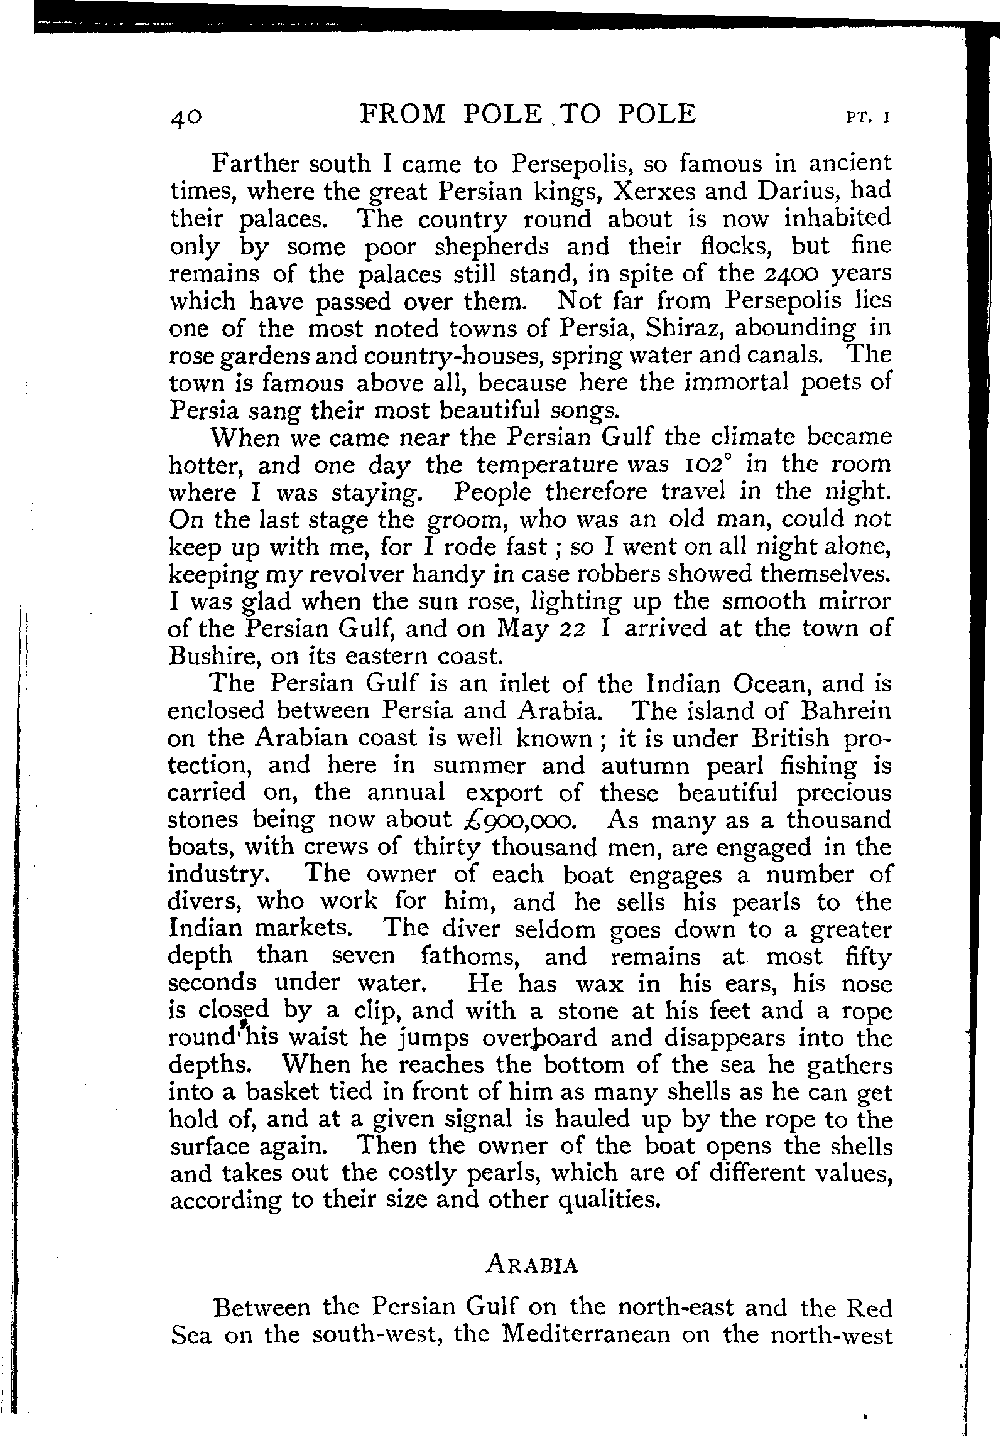 40 FROM POLE TO POLE PT. I
Farther south I came to Persepolis, so famous in ancient
times, where the great Persian kings, Xerxes and Darius, had
their palaces. The country round about is now inhabited
only by some poor shepherds and their flocks, but fine
remains of the palaces still stand, in spite of the 2400 years
which have passed over them. Not far from Persepolis lies
one of the most noted towns of Persia, Shiraz, abounding in
rose gardens and country-houses, spring water and canals. The
town is famous above all, because here the immortal poets of
Persia sang their most beautiful songs.
When we came near the Persian Gulf the climate became
hotter, and one day the temperature was 102° in the room
where I was staying. People therefore travel in the night.
On the last stage the groom, who was an old man, could not
keep up with me, for I rode fast ; so I went on all night alone,
keeping my revolver handy in case robbers showed themselves.
I was glad when the sun rose, lighting up the smooth mirror
of the Persian Gulf, and on May 22 I arrived at the town of
Bushire, on its eastern coast.
The Persian Gulf is an inlet of the Indian Ocean, and is
enclosed between Persia and Arabia. The island of Bahrein
on the Arabian coast is well known ; it is under British pro-
tection, and here in summer and autumn pearl fishing is
carried on, the annual export of these beautiful precious
stones being now about £900,000. As many as a thousand
boats, with crews of thirty thousand men, are engaged in the
industry. The owner of each boat engages a number of
divers, who work for him, and he sells his pearls to the
Indian markets. The diver seldom goes down to a greater
depth than seven fathoms, and remains at most fifty
seconds under water. He has wax in his ears, his nose
is closed by a clip, and with a stone at his feet and a rope
round his waist he jumps overboard and disappears into the
depths. When he reaches the bottom of the sea he gathers
into a basket tied in front of him as many shells as he can get
hold of, and at a given signal is hauled up by the rope to the
surface again. Then the owner of the boat opens the shells
and takes out the costly pearls, which are of different values,
according to their size and other qualities.
ARABIA
Between the Persian Gulf on the north-east and the Red
Sea on the south-west, the Mediterranean on the north-west